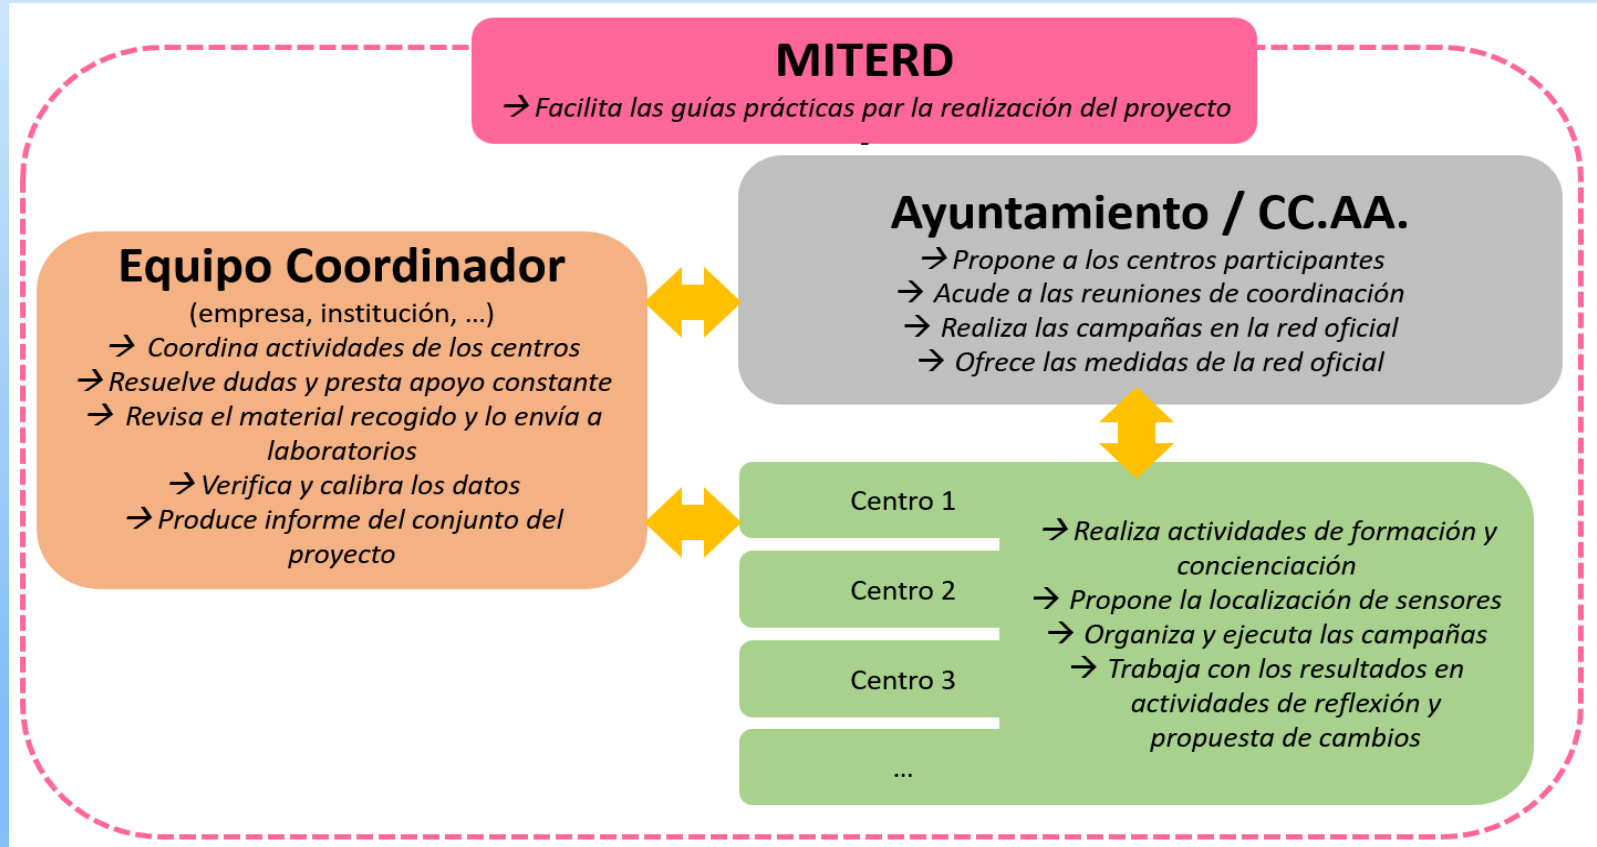 MITERD
→ Facilita las guías prácticas par la realización del proyecto
Equipo Coordinador
(empresa, institución, ...)
→ Coordina actividades de los centros
→ Resuelve dudas y presta apoyo constante
→ Revisa el material recogido y lo envía a
laboratorios
→ Verifica y calibra los datos
→ Produce informe del conjunto del
proyecto
Ayuntamiento / CC.AA.
→ Propone a los centros participantes
→ Acude a las reuniones de coordinación
→ Realiza las campañas en la red oficial
→ Ofrece las medidas de la red oficial
Centro 1
Centro 2
Centro 3
...
→ Realiza actividades de formación y
concienciación
→ Propone la localización de sensores
→ Organiza y ejecuta las campañas
→ Trabaja con los resultados en
actividades de reflexión y
propuesta de cambios